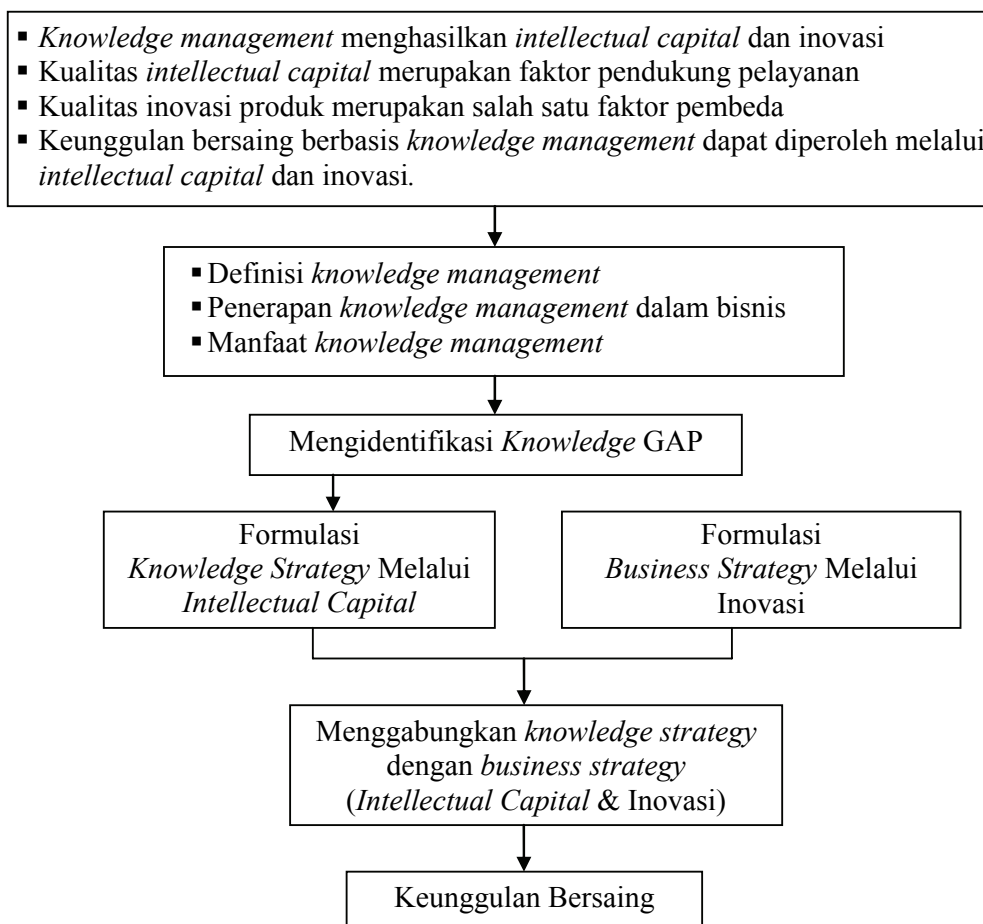 ▪ Knowledge management menghasilkan intellectual capital dan inovasi
▪ Kualitas intellectual capital merupakan faktor pendukung pelayanan
▪ Kualitas inovasi produk merupakan salah satu faktor pembeda
▪ Keunggulan bersaing berbasis knowledge management dapat diperoleh melalui
intellectual capital dan inovasi.
▪ Definisi knowledge management
▪ Penerapan knowledge management dalam bisnis
▪ Manfaat knowledge management
Mengidentifikasi Knowledge GAP
Formulasi
Knowledge Strategy Melalui
Intellectual Capital
Formulasi
Business Strategy Melalui
Inovasi
Menggabungkan knowledge strategy
dengan business strategy
(Intellectual Capital & Inovasi)
Keunggulan Bersaing